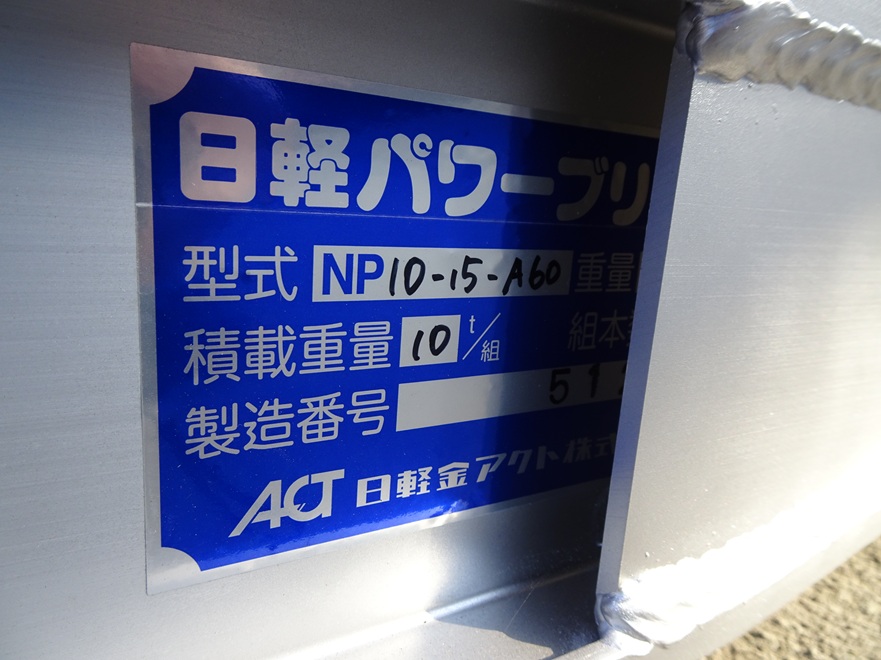 日軽パワーブリ
型式 NP10-15-A60 重量
積載重量 10 t/組 組本
製造番号 51
ACT 日軽金アクト株式